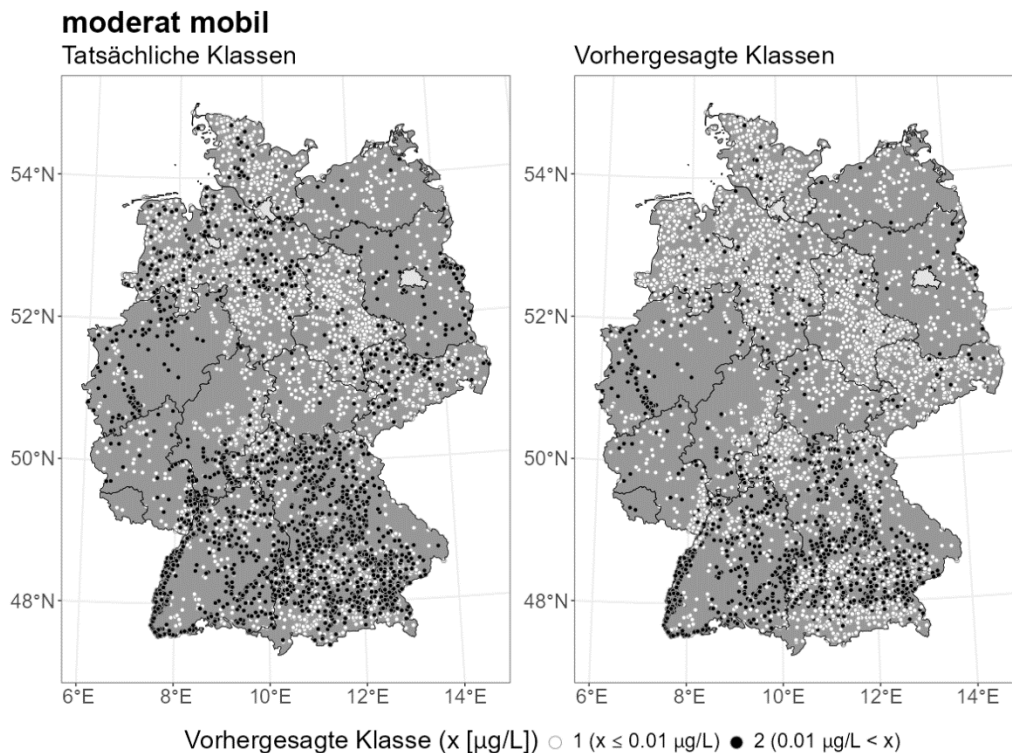 moderat mobil
Tatsächliche Klassen
Vorhergesagte Klassen
54°N
52°N
50°N
48°N
54°N
52°N
50°N
48°N
6°E 8°E 10°E 12°E 14°E
6°E 8°E 10°E 12°E 14°E
Vorhergesagte Klasse (x [µg/L]) 1 (x ≤ 0.01 µg/L) 2 (0.01 µg/L < x)